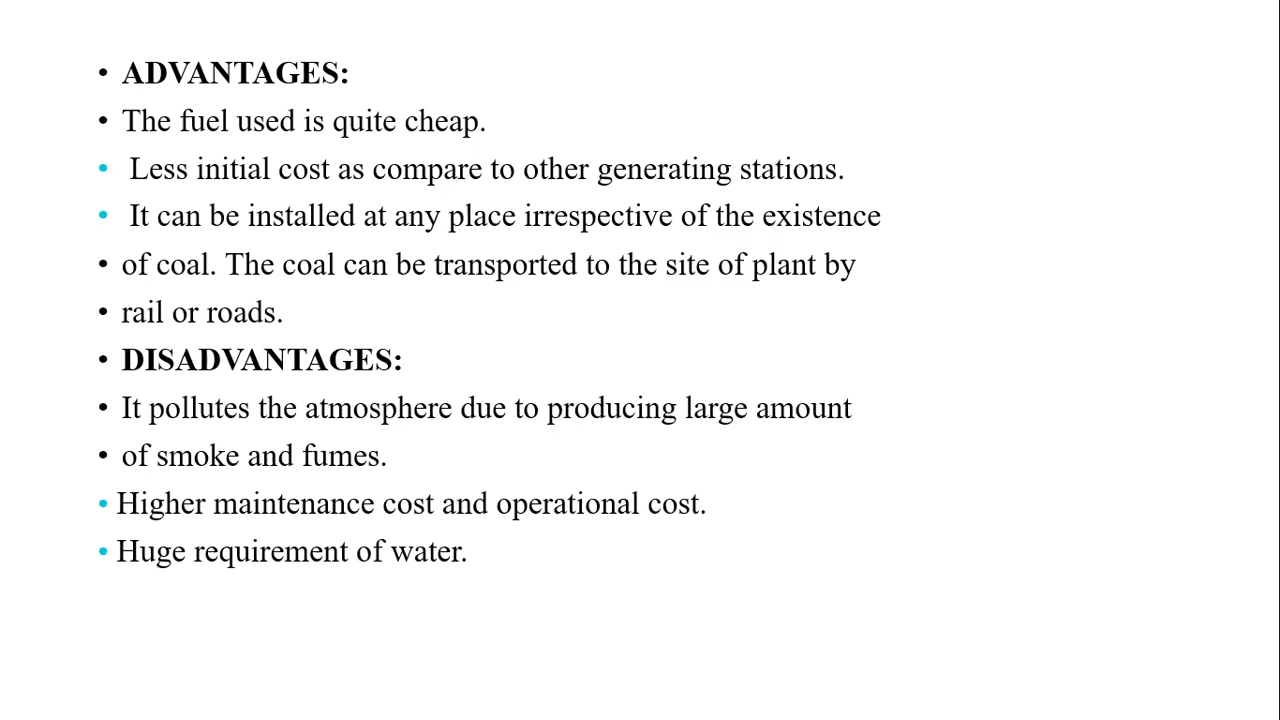 • ADVANTAGES:
• The fuel used is quite cheap.
• Less initial cost as compare to other generating stations.
• It can be installed at any place irrespective of the existence
• of coal. The coal can be transported to the site of plant by
• rail or roads.
• DISADVANTAGES:
• It pollutes the atmosphere due to producing large amount
• of smoke and fumes.
• Higher maintenance cost and operational cost.
• Huge requirement of water.